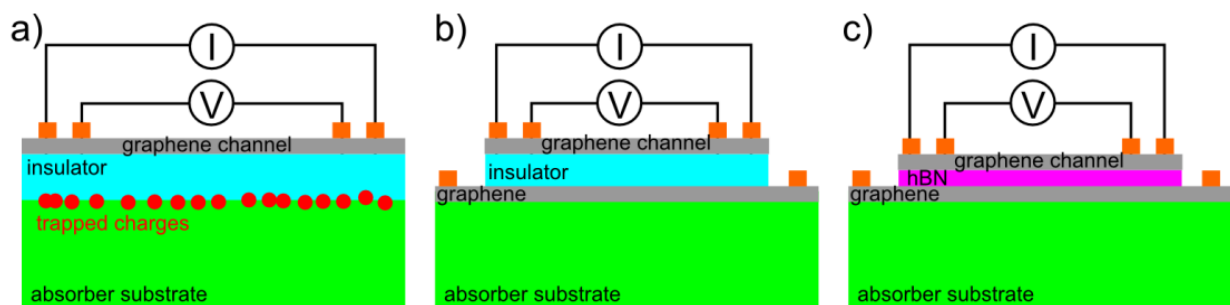 a)
I
V
graphene channel
insulator
trapped charges
absorber substrate
b)
I
V
graphene channel
insulator
graphene
absorber substrate
c)
I
V
graphene channel
hBN
graphene
absorber substrate